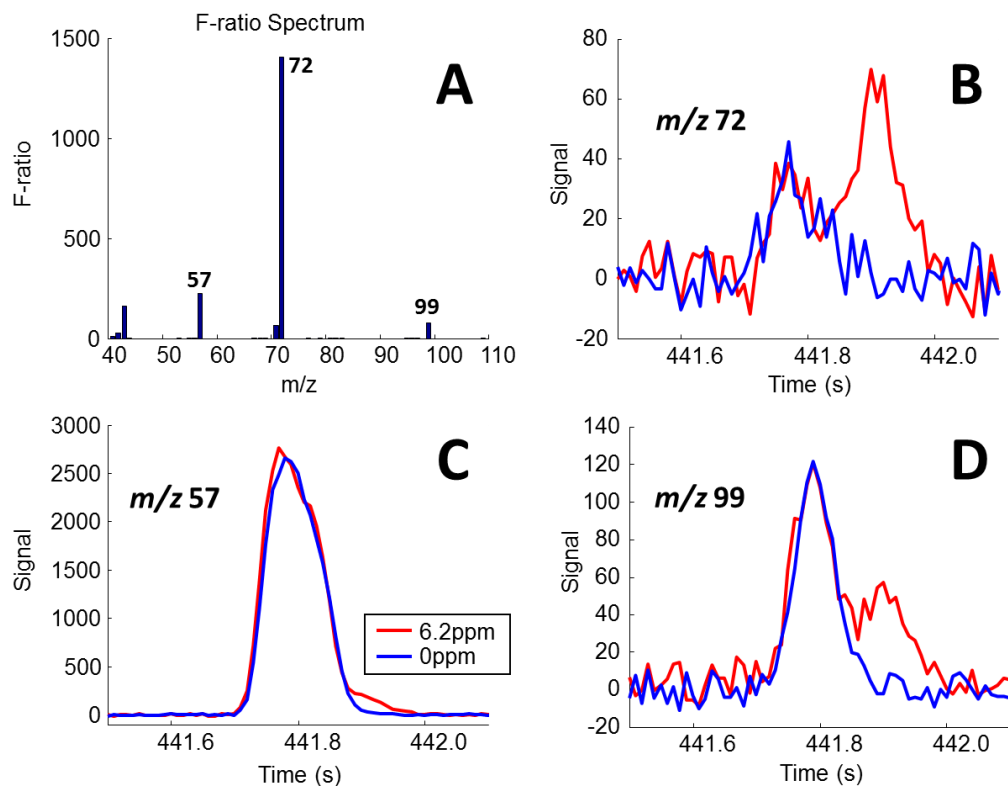 F-ratio Spectrum
A
1500
1000
500
0
F-ratio
72
57
99
40 50 60 70 80 90 100 110
m/z
B
m/z 72
80
60
40
20
0
-20
Signal
441.6 441.8 442.0
Time (s)
C
m/z 57
3000
2500
2000
1500
1000
500
0
Signal
6.2ppm
0ppm
441.6 441.8 442.0
Time (s)
D
m/z 99
140
120
100
80
60
40
20
0
-20
Signal
441.6 441.8 442.0
Time (s)